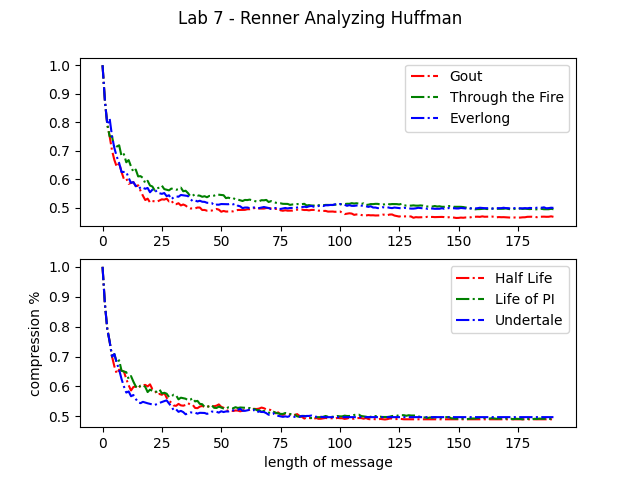 Lab 7 - Renner Analyzing Huffman
1.0
0.9
0.8
0.7
0.6
0.5
Gout
Through the Fire
Everlong
0 25 50 75 100 125 150 175
compression %
1.0
0.9
0.8
0.7
0.6
0.5
Half Life
Life of PI
Undertale
0 25 50 75 100 125 150 175
length of message